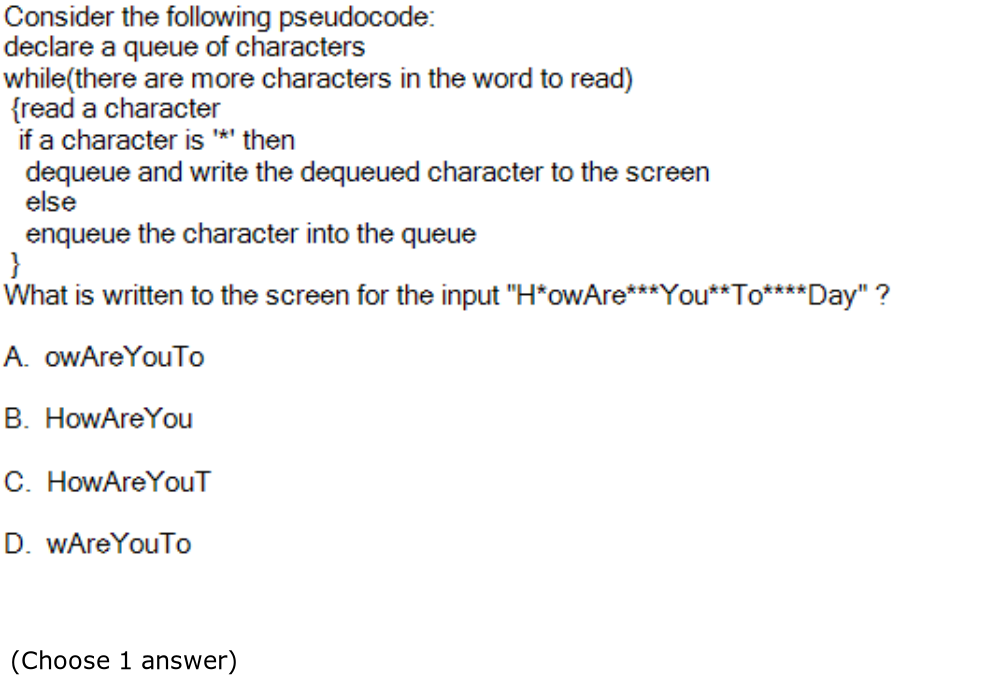 Consider the following pseudocode:
declare a queue of characters
while(there are more characters in the word to read)
{read a character
if a character is '*' then
dequeue and write the dequeued character to the screen
else
enqueue the character into the queue
}
What is written to the screen for the input "H*owAre***You**To****Day" ?
A. owAreYouTo
B. HowAreYou
C. HowAreYouT
D. wAreYouTo
(Choose 1 answer)